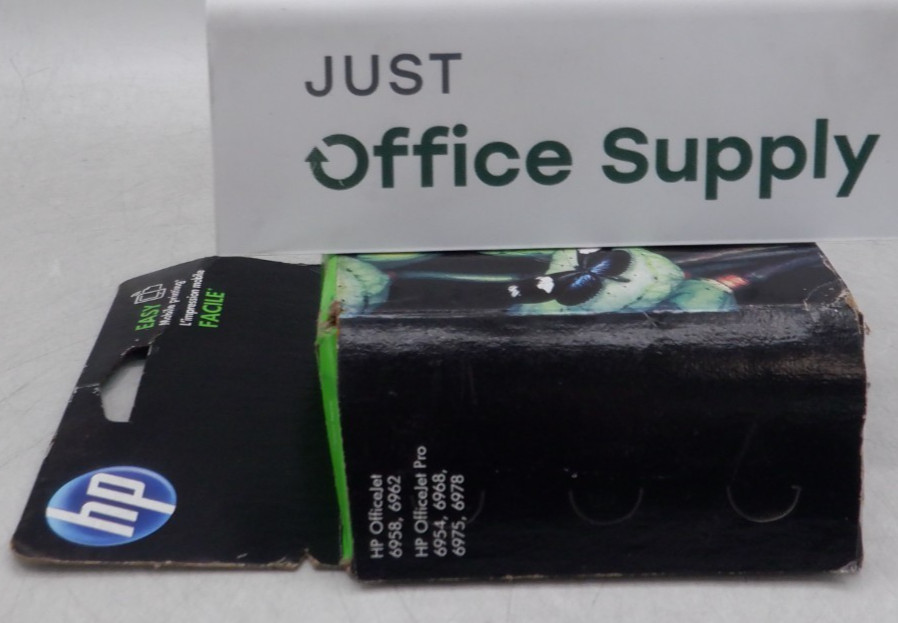 JUST
Office Supply
EASY
Mobile printing
L'impression mobile
FACILE*
hp
HP OfficeJet
6958, 6962
HP OfficeJet Pro
6954, 6968,
6975, 6978